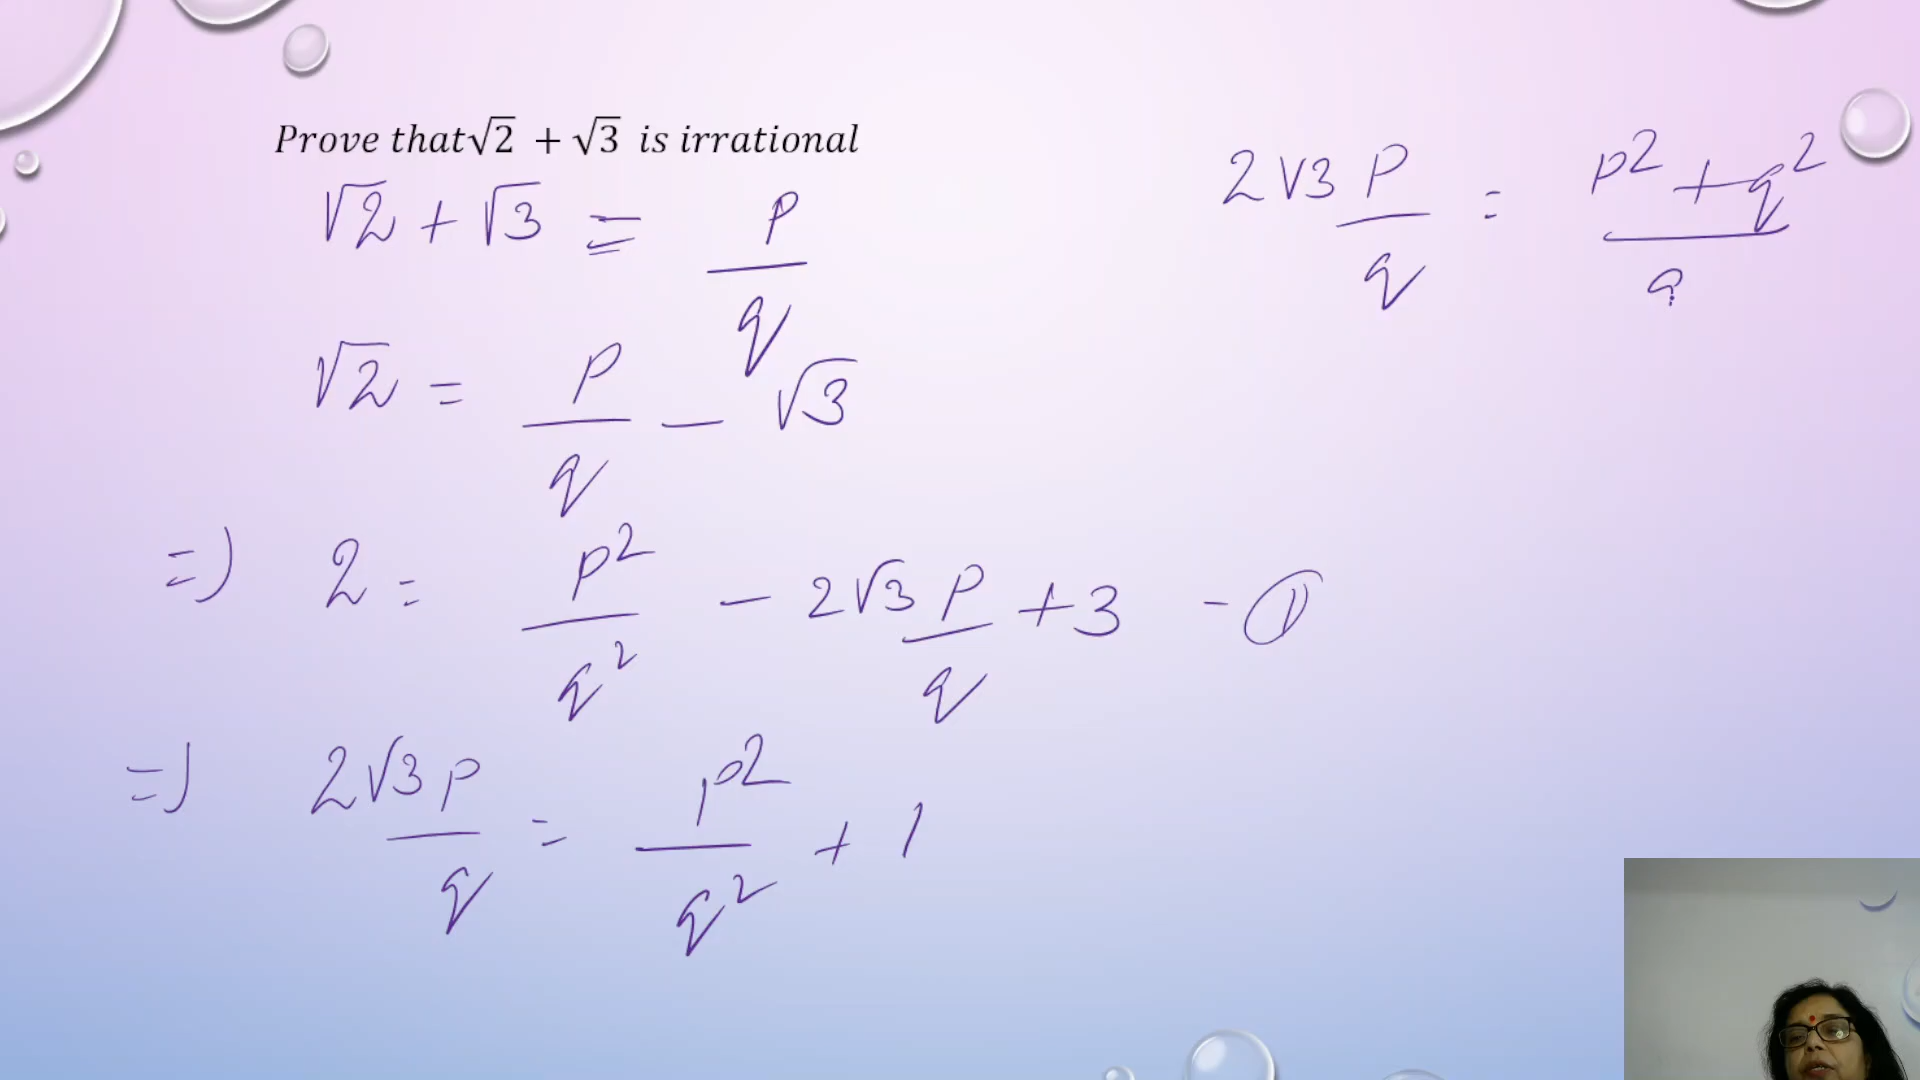 Prove that√2 + √3 is irrational
√2 + √3 = p/q
√2 = p/q − √3
=) 2 = p²/q² − 2√3 p/q + 3 - ①
=) 2√3 p/q = p²/q² + 1
2√3 p/q = p² + q²/